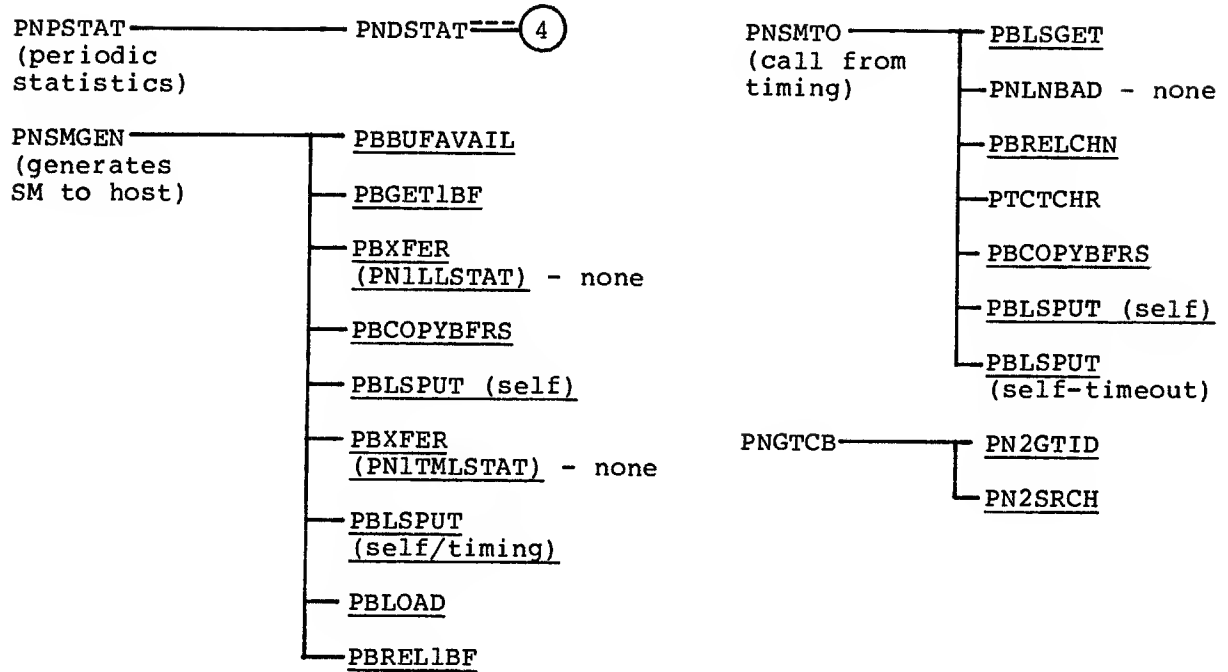 PNPSTAT PNDSTAT 4
(periodic
statistics)
PNSMGEN PBBUFAVAIL
(generates
SM to host)
PBGET1BF
PBXFER
(PN1LLSTAT) - none
PBCOPYBFRS
PBLSPUT (self)
PBXFER
(PN1TMLSTAT) - none
PBLSPUT
(self/timing)
PBLOAD
PBREL1BF
PNSMTO PBLSGET
(call from
timing)
PNLNBAD - none
PBRELCHN
PTCTCHR
PBCOPYBFRS
PBLSPUT (self)
PBLSPUT
(self-timeout)
PNGTCB PN2GTID
PN2SRCH